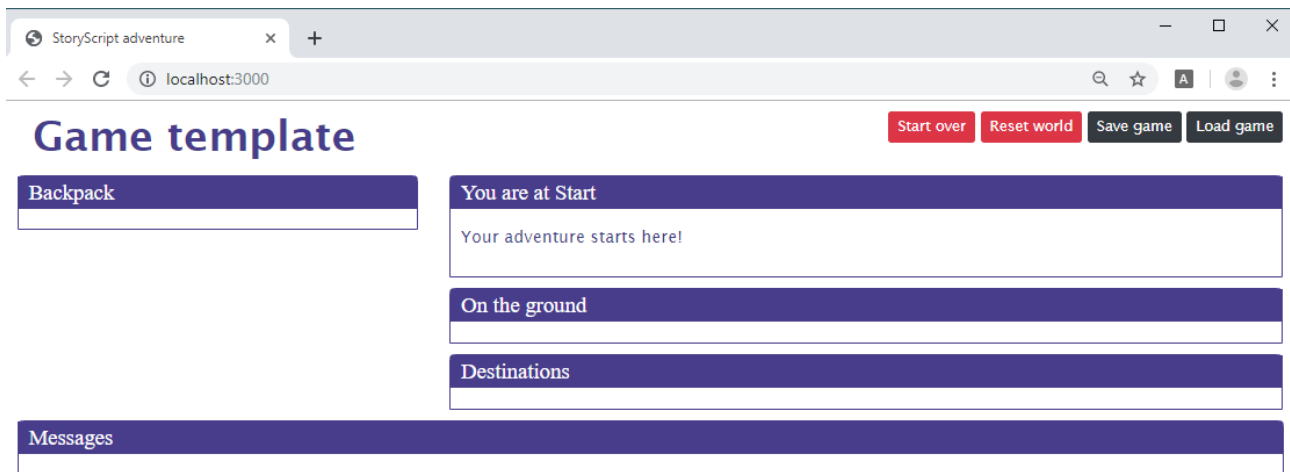 StoryScript adventure
localhost:3000
A
Game template
Start over
Reset world
Save game
Load game
Backpack
You are at Start
Your adventure starts here!
On the ground
Destinations
Messages